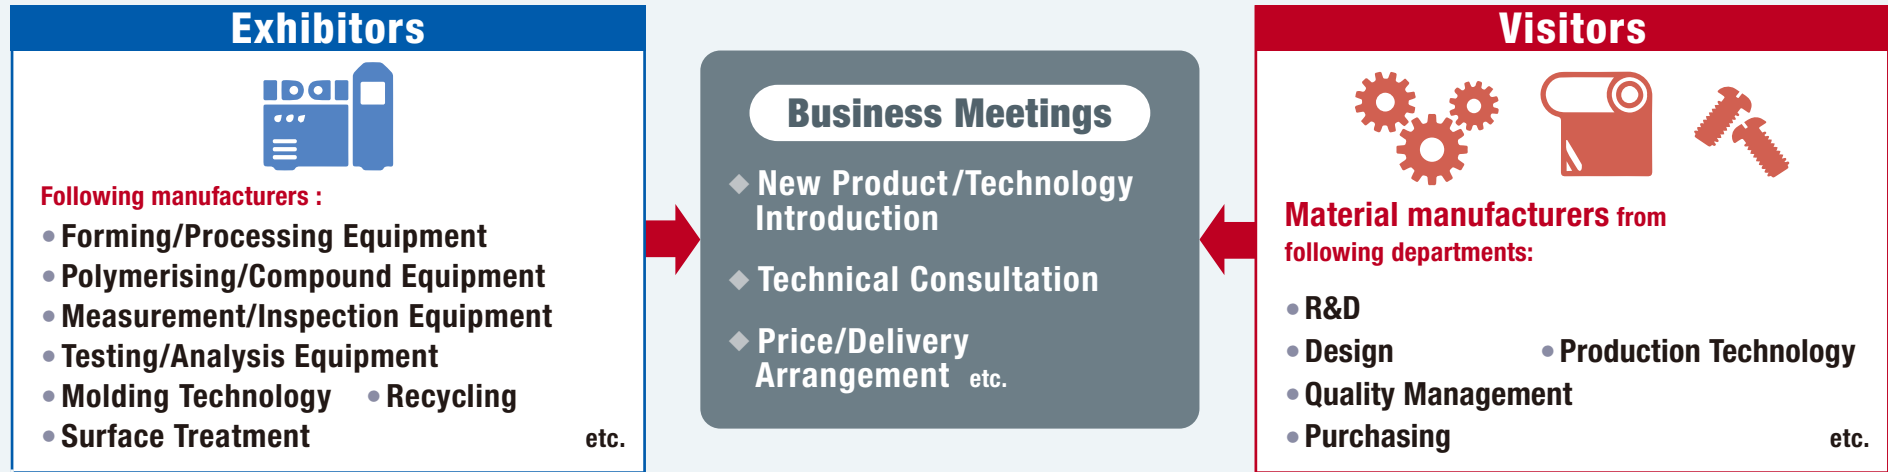 Exhibitors
Following manufacturers :
• Forming/Processing Equipment
• Polymerising/Compound Equipment
• Measurement/Inspection Equipment
• Testing/Analysis Equipment
• Molding Technology • Recycling
• Surface Treatment etc.
Business Meetings
◆ New Product/Technology
Introduction
◆ Technical Consultation
◆ Price/Delivery
Arrangement etc.
Visitors
Material manufacturers from
following departments:
• R&D
• Design • Production Technology
• Quality Management
• Purchasing etc.